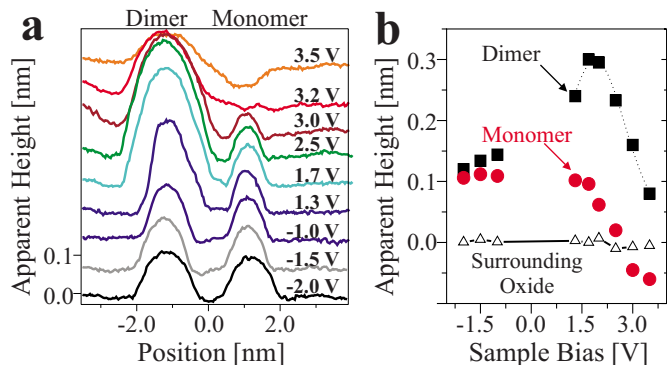 a
Dimer Monomer
3.5 V
3.2 V
3.0 V
2.5 V
1.7 V
1.3 V
-1.0 V
-1.5 V
-2.0 V
0.1
0.0
Apparent Height [nm]
-2.0 0.0 2.0
Position [nm]
b
Dimer
Monomer
Surrounding
Oxide
0.3
0.2
0.1
0.0
Apparent Height [nm]
-1.5 1.5 3.0
Sample Bias [V]